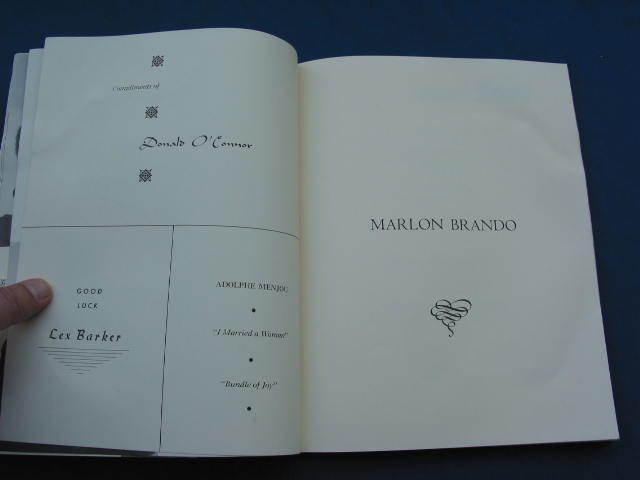 Compliments of
Donald O'Connor
GOOD
LUCK
Lex Barker
ADOLPHE MENJOU
"I Married a Woman"
"Bundle of Joy"
MARLON BRANDO